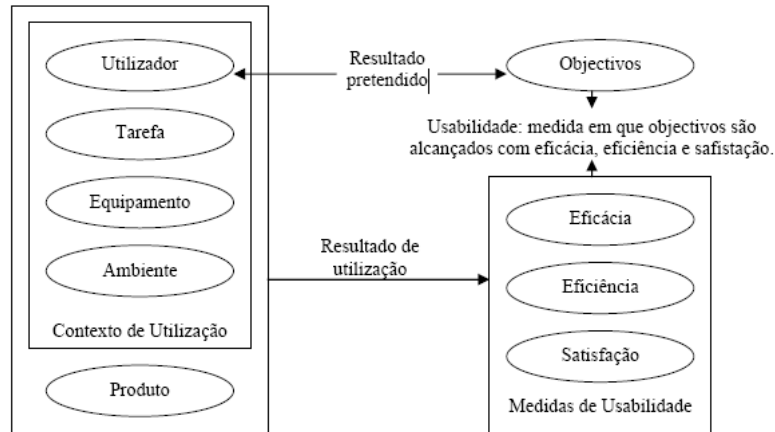 Utilizador
Tarefa
Equipamento
Ambiente
Contexto de Utilização
Produto
Resultado
pretendido
Objectivos
Usabilidade: medida em que objectivos são
alcançados com eficácia, eficiência e safistação.
Resultado de
utilização
Eficácia
Eficiência
Satisfação
Medidas de Usabilidade